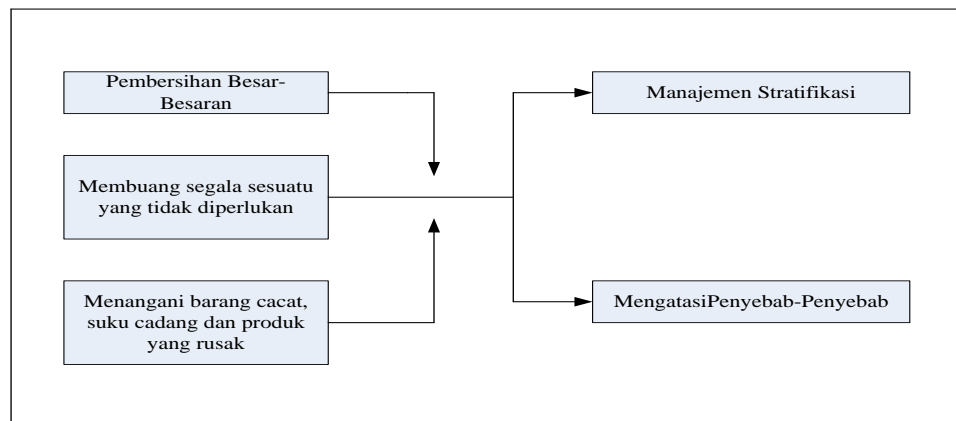 Pembersihan Besar-
Besaran
Manajemen Stratifikasi
Membuang segala sesuatu
yang tidak diperlukan
Menangani barang cacat,
suku cadang dan produk
yang rusak
MengatasiPenyebab-Penyebab